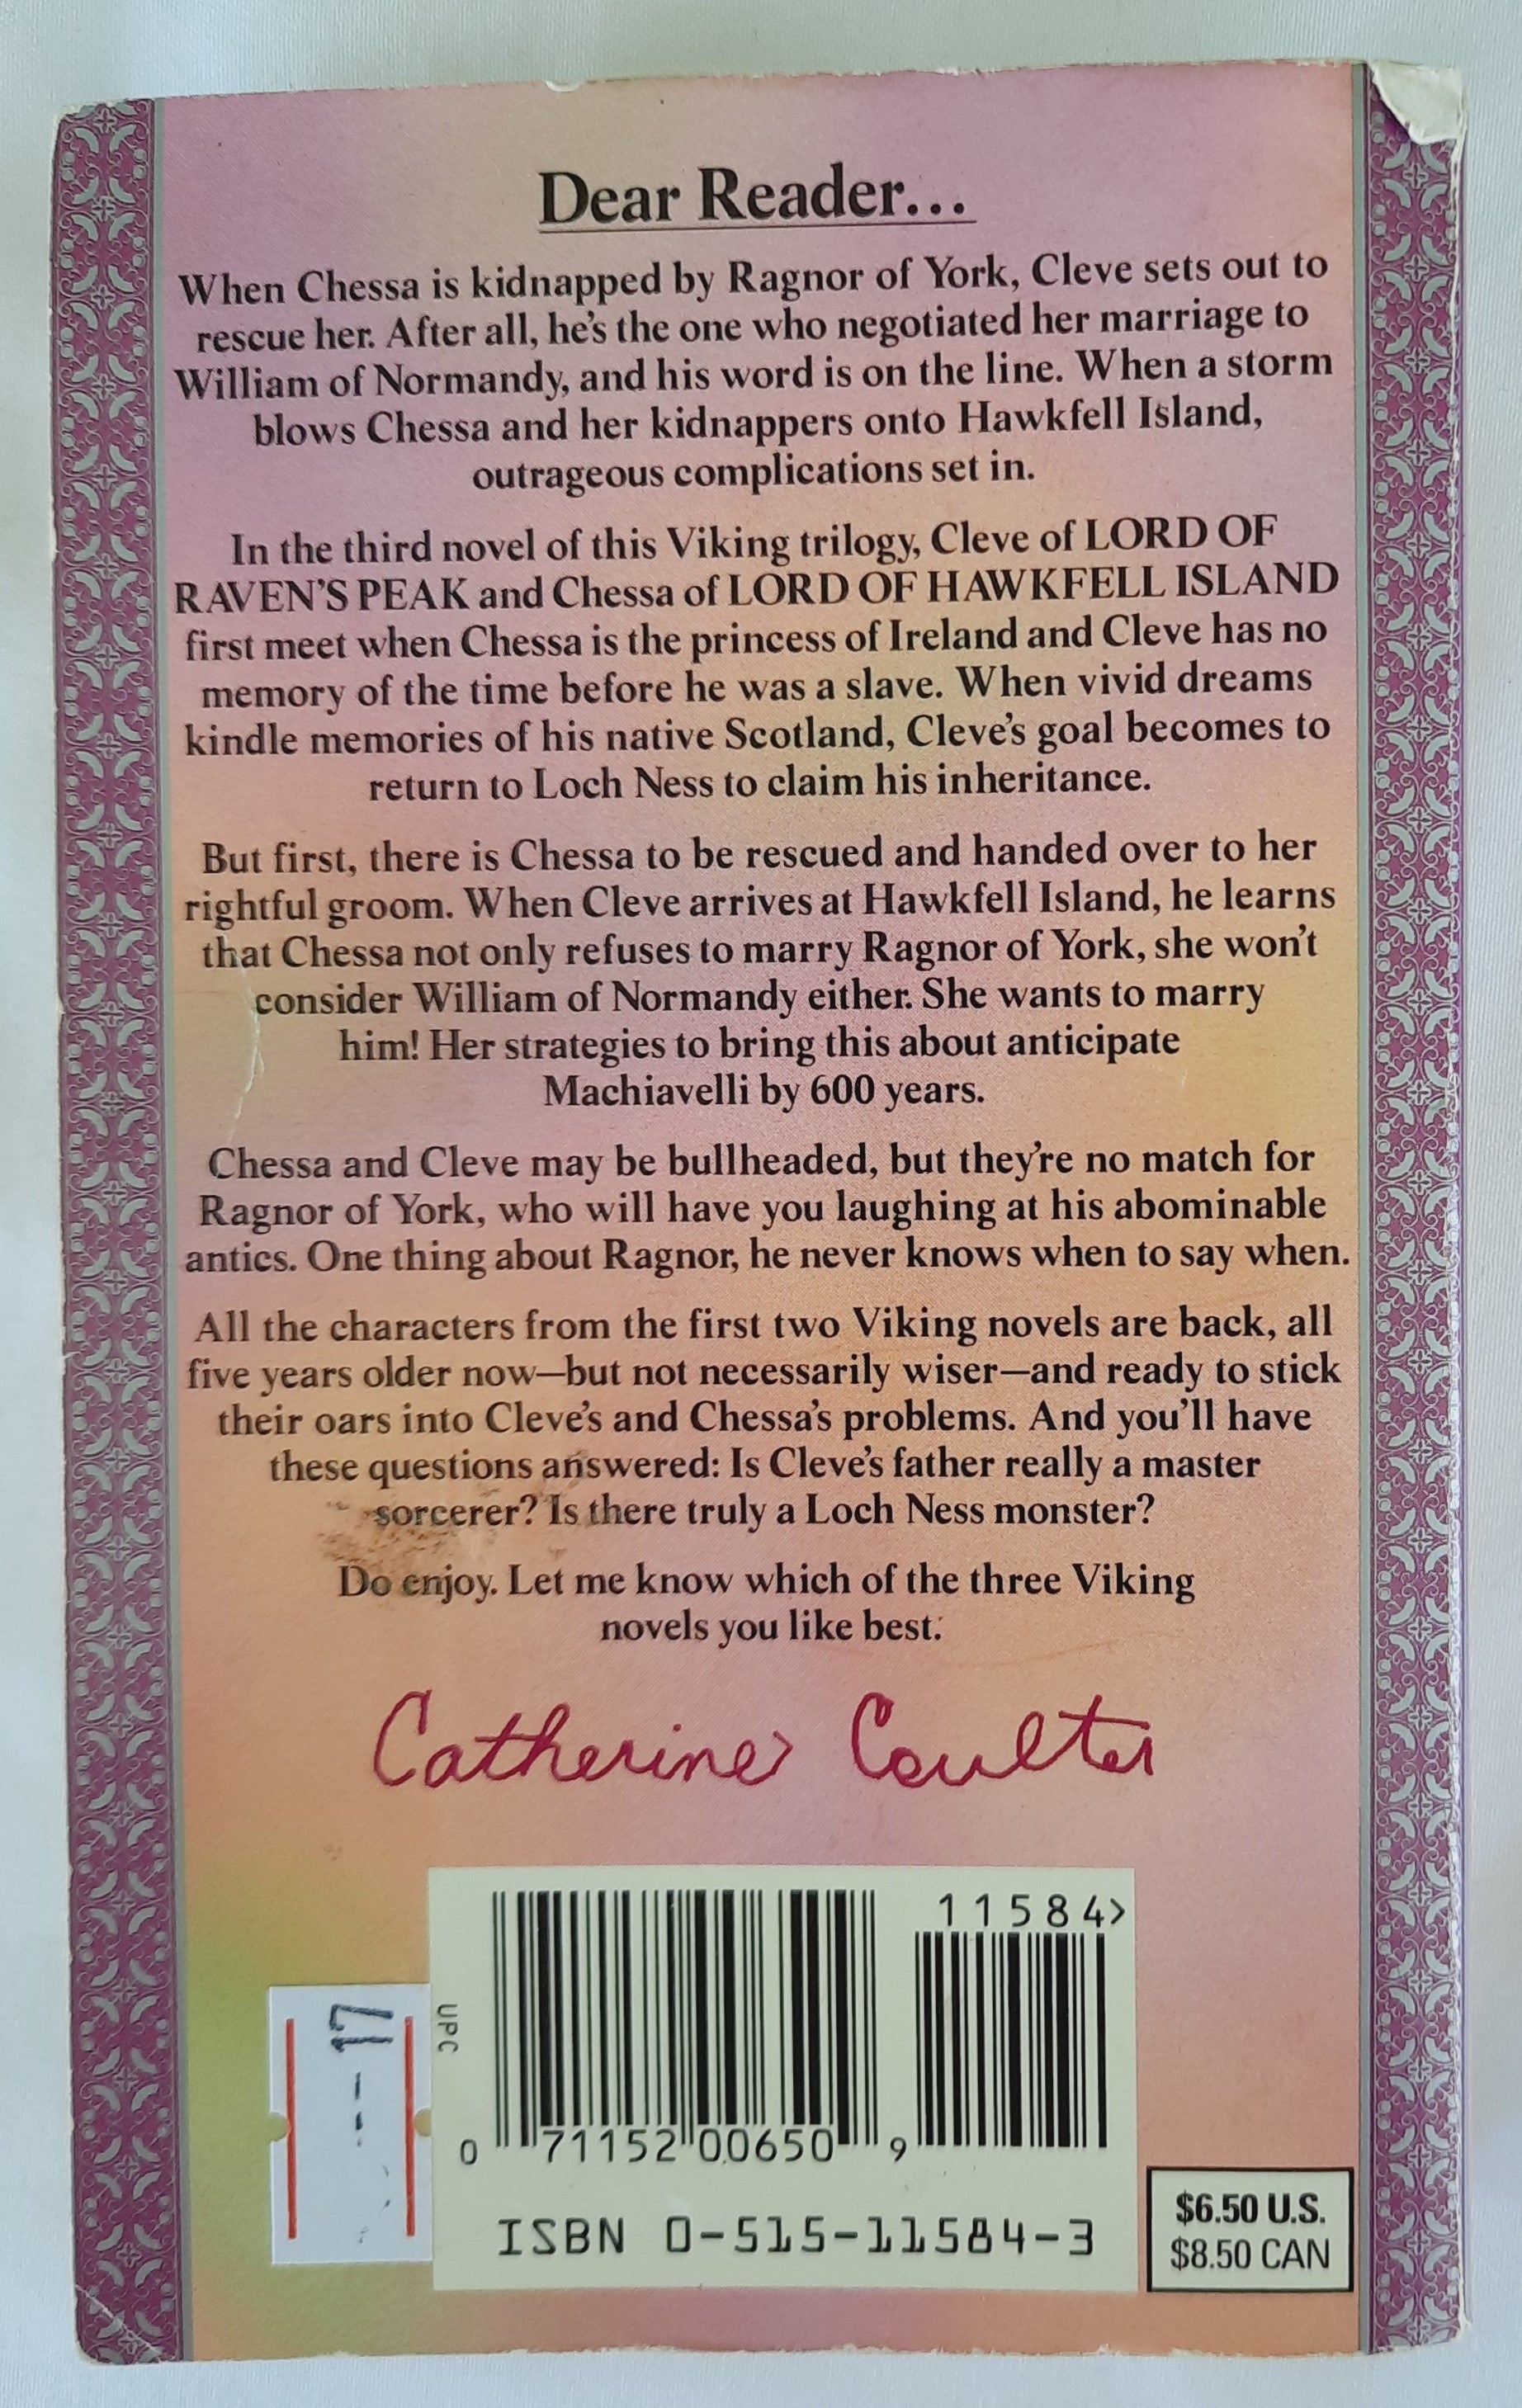 Dear Reader...
When Chessa is kidnapped by Ragnor of York, Cleve sets out to
rescue her. After all, he's the one who negotiated her marriage to
William of Normandy, and his word is on the line. When a storm
blows Chessa and her kidnappers onto Hawkfell Island,
outrageous complications set in.
In the third novel of this Viking trilogy, Cleve of LORD OF
RAVEN'S PEAK and Chessa of LORD OF HAWKFELL ISLAND
first meet when Chessa is the princess of Ireland and Cleve has no
memory of the time before he was a slave. When vivid dreams
kindle memories of his native Scotland, Cleve's goal becomes to
return to Loch Ness to claim his inheritance.
But first, there is Chessa to be rescued and handed over to her
rightful groom. When Cleve arrives at Hawkfell Island, he learns
that Chessa not only refuses to marry Ragnor of York, she won't
consider William of Normandy either. She wants to marry
him! Her strategies to bring this about anticipate
Machiavelli by 600 years.
Chessa and Cleve may be bullheaded, but they're no match for
Ragnor of York, who will have you laughing at his abominable
antics. One thing about Ragnor, he never knows when to say when.
All the characters from the first two Viking novels are back, all
five years older now—but not necessarily wiser—and ready to stick
their oars into Cleve's and Chessa's problems. And you'll have
these questions answered: Is Cleve's father really a master
sorcerer? Is there truly a Loch Ness monster?
Do enjoy. Let me know which of the three Viking
novels you like best.
Catherine Coulter
11584>
UPC
0 71152 00650 9
ISBN 0-515-11584-3
17
$6.50 U.S.
$8.50 CAN